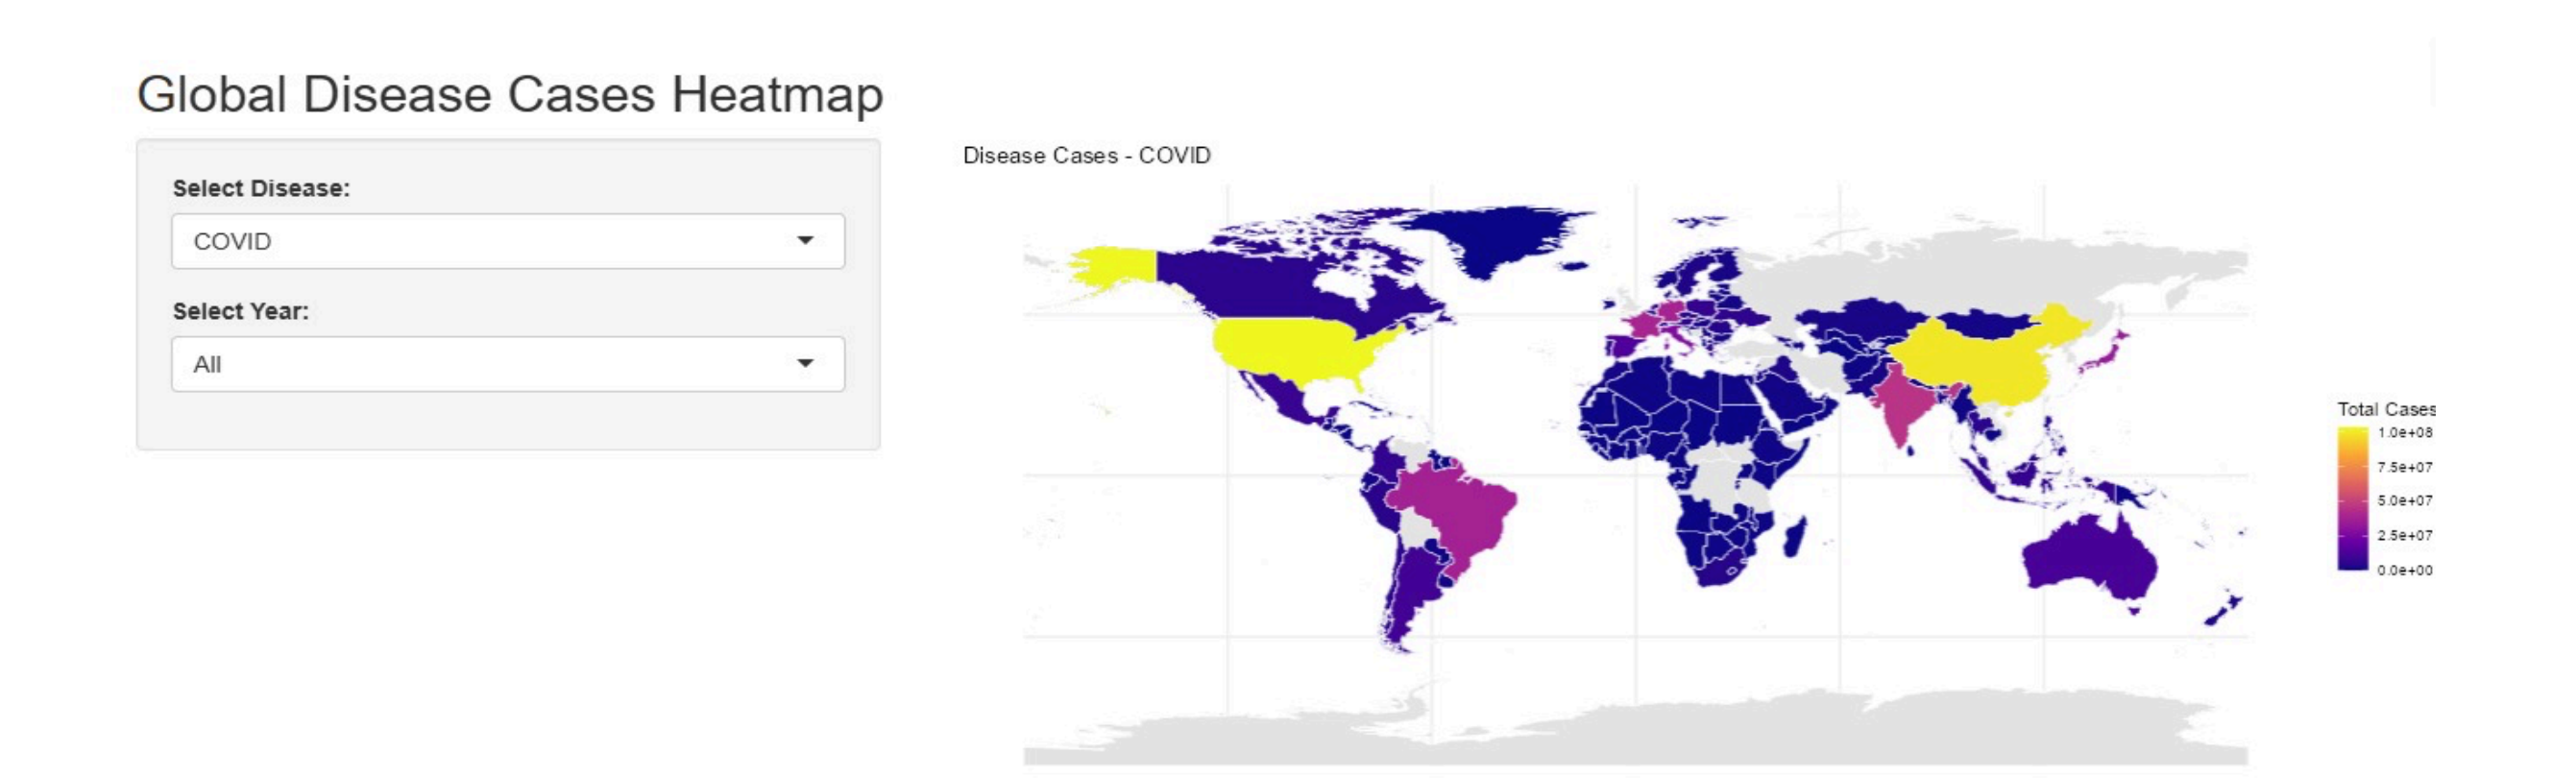 Global Disease Cases Heatmap
Select Disease:
COVID
Select Year:
All
Disease Cases - COVID
Total Cases
1.0e+08
7.5e+07
5.0e+07
2.5e+07
0.0e+00